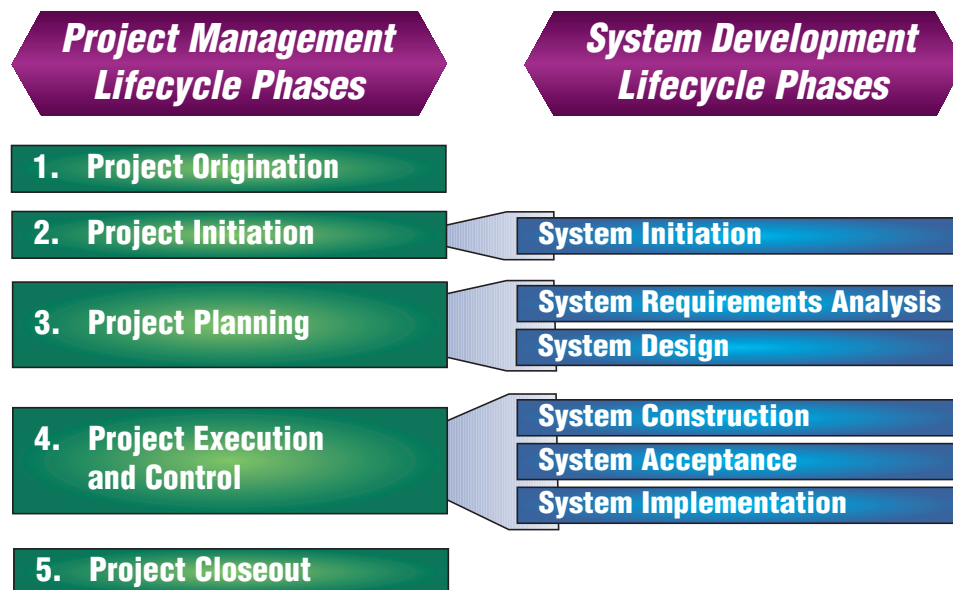 Project Management
Lifecycle Phases
System Development
Lifecycle Phases
1. Project Origination
2. Project Initiation
System Initiation
3. Project Planning
System Requirements Analysis
System Design
4. Project Execution
and Control
System Construction
System Acceptance
System Implementation
5. Project Closeout